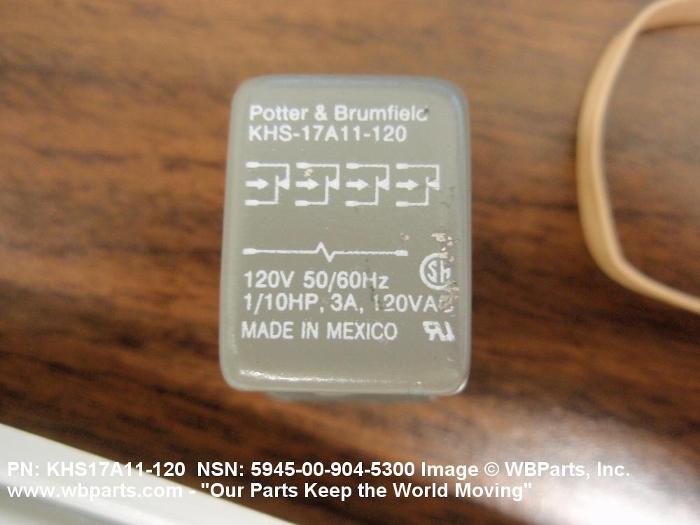 Potter & Brumfield
KHS-17A11-120
120V 50/60Hz
1/10HP, 3A, 120VAC
MADE IN MEXICO
PN: KHS17A11-120 NSN: 5945-00-904-5300 Image © WBParts, Inc.
www.wbparts.com - "Our Parts Keep the World Moving"